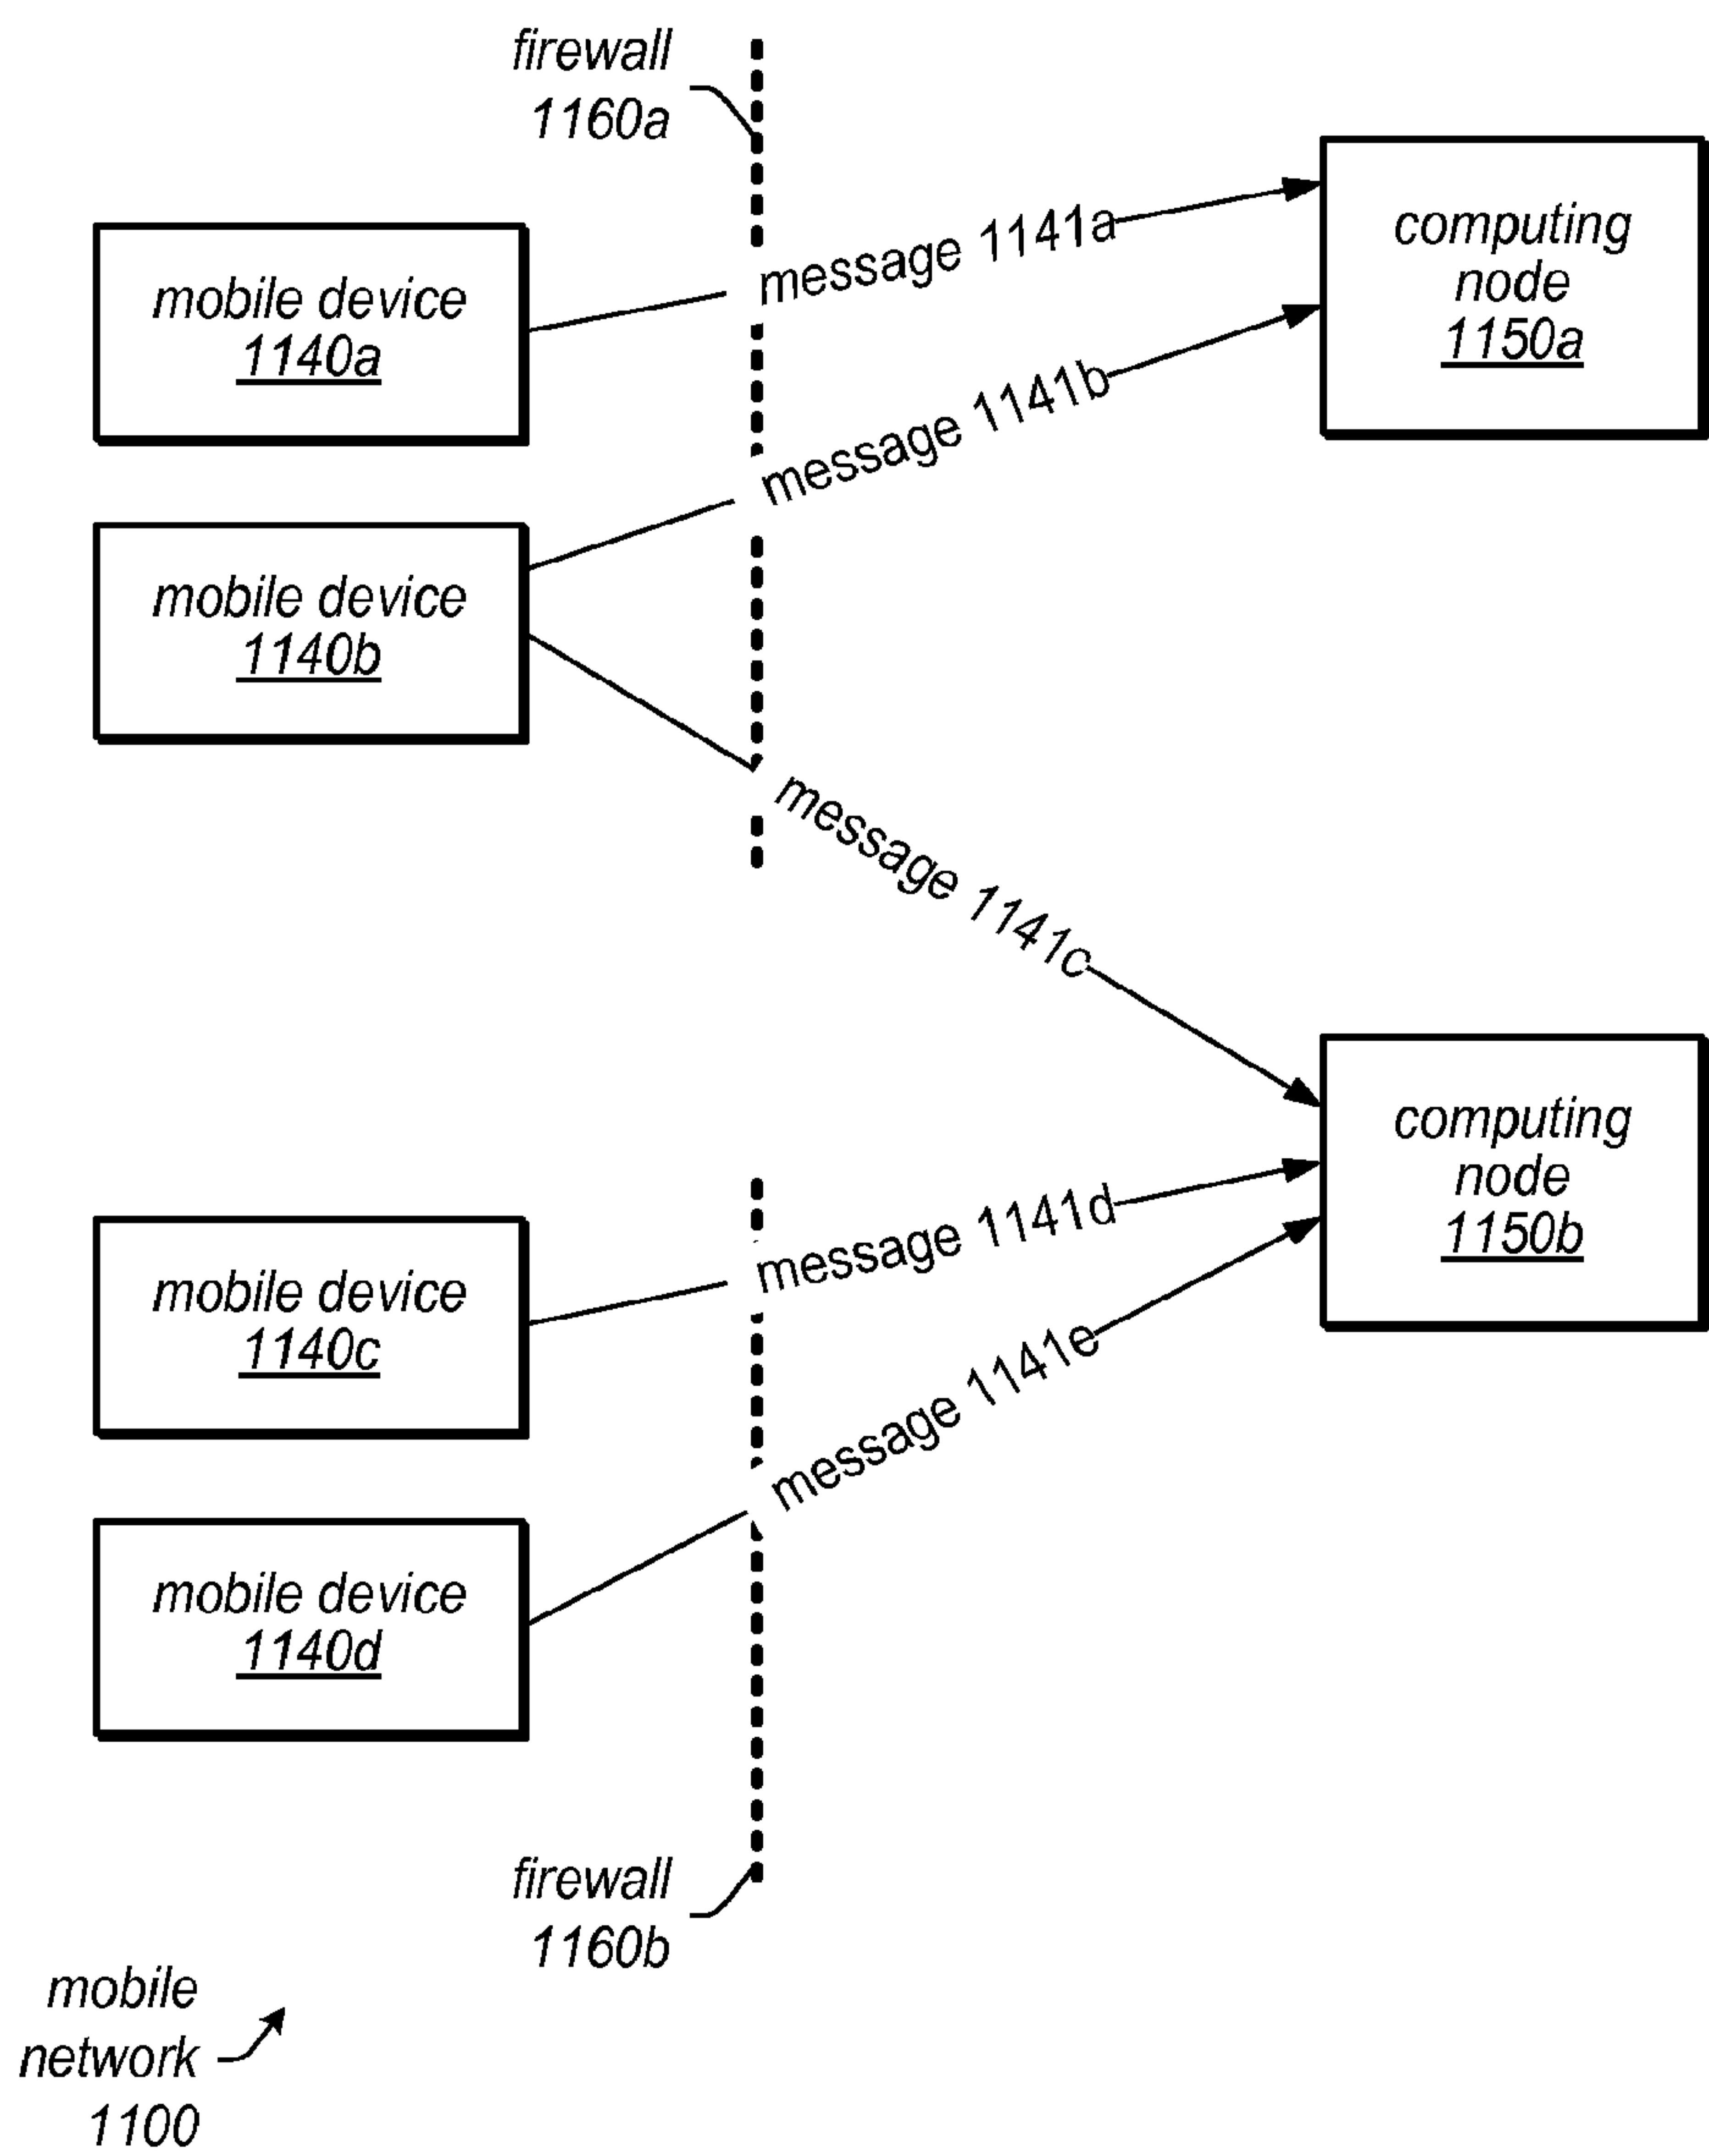 firewall
1160a
mobile device
1140a
message 1141a
computing
node
1150a
message 1141b
mobile device
1140b
message 1141c
computing
node
1150b
message 1141d
mobile device
1140c
message 1141e
mobile device
1140d
firewall
1160b
mobile
network
1100